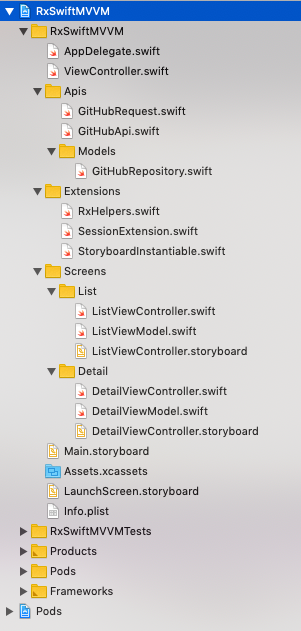 RxSwiftMVVM
RxSwiftMVVM
AppDelegate.swift
ViewController.swift
Apis
GitHubRequest.swift
GitHubApi.swift
Models
GitHubRepository.swift
Extensions
RxHelpers.swift
SessionExtension.swift
StoryboardInstantiable.swift
Screens
List
ListViewController.swift
ListViewModel.swift
ListViewController.storyboard
Detail
DetailViewController.swift
DetailViewModel.swift
DetailViewController.storyboard
Main.storyboard
Assets.xcassets
LaunchScreen.storyboard
Info.plist
RxSwiftMVVMTests
Products
Pods
Frameworks
Pods